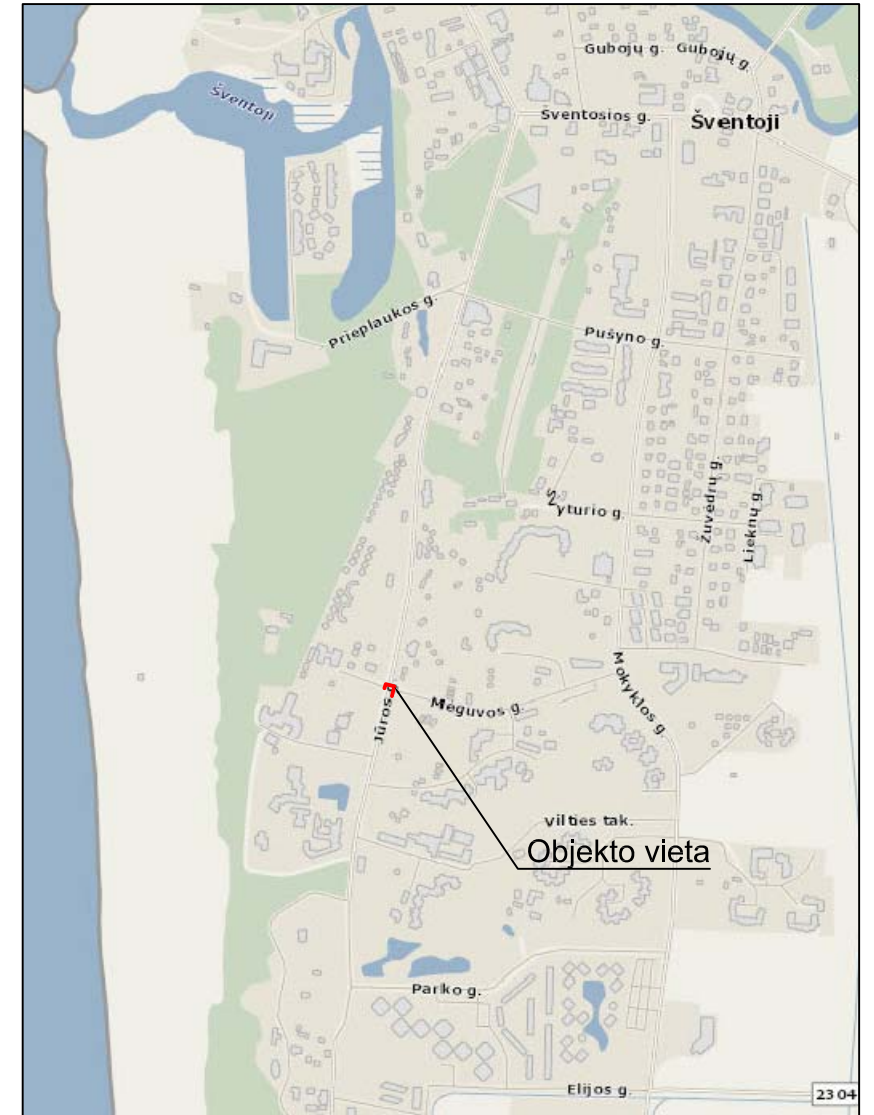 Gubojų g.
Gubojų g.
Šventoji
Šventosios g.
Šventoji
Prieplaukos g.
Pušyno g.
Žuvėdrų g.
Lieknų g.
Žyturio g.
Mokyklos g.
Jūros g.
Mėguvos g.
Vilties tak.
Objekto vieta
Parko g.
Elijos g.
23 04